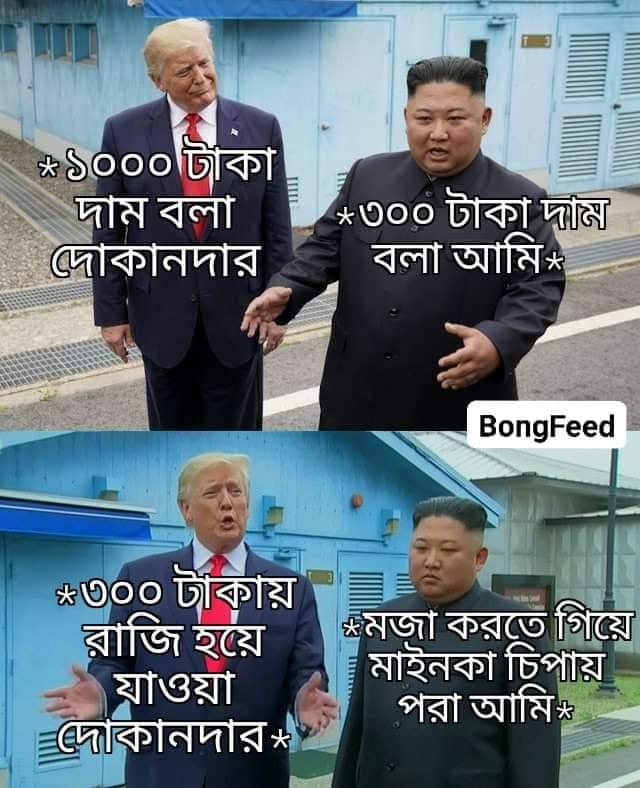 *১০০০ টাকা
দাম বলা
দোকানদার
*৩০০ টাকা দাম
বলা আমি*
BongFeed
*৩০০ টাকায়
রাজি হয়ে
যাওয়া
দোকানদার*
*মজা করতে গিয়ে
মাইনকা চিপায়
পরা আমি*